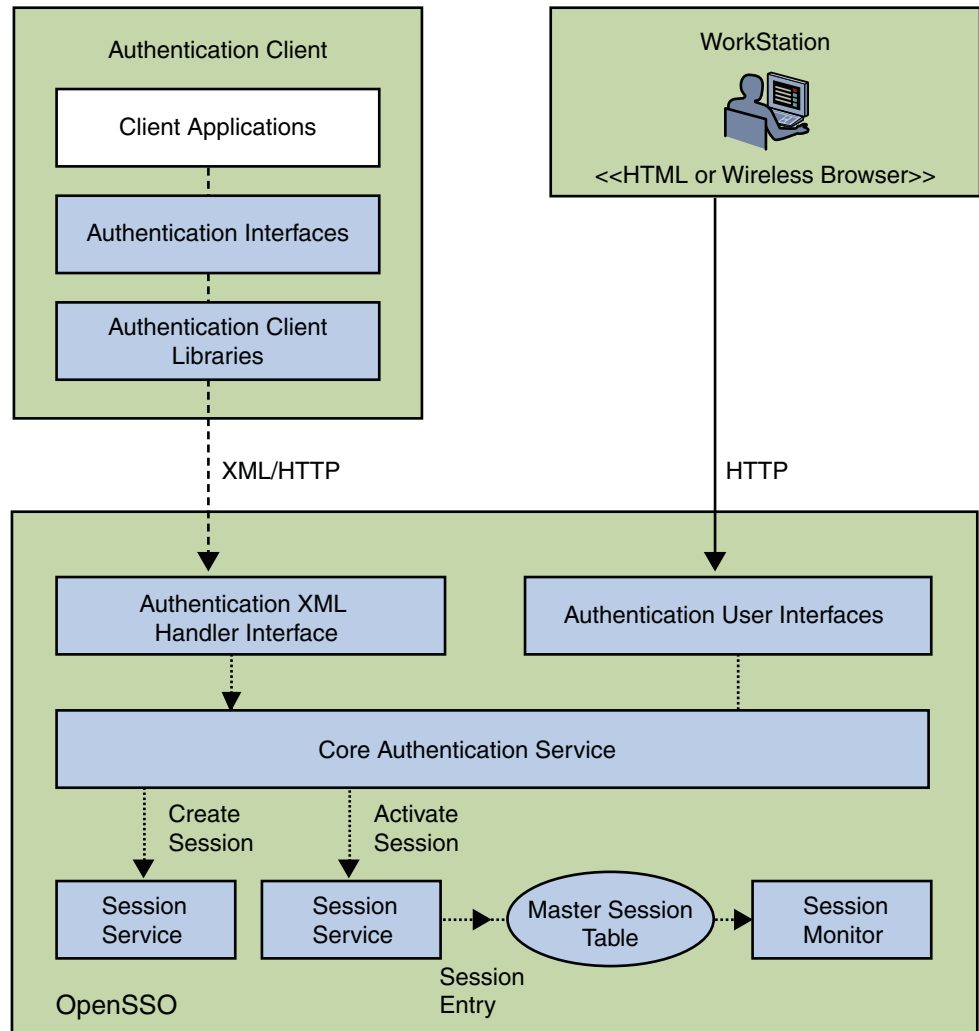 Authentication Client
Client Applications
Authentication Interfaces
Authentication Client
Libraries
WorkStation
<<HTML or Wireless Browser>>
XML/HTTP
HTTP
Authentication XML
Handler Interface
Authentication User Interfaces
Core Authentication Service
Create
Session
Activate
Session
Session
Service
Session
Service
Master Session
Table
Session
Monitor
Session
Entry
OpenSSO